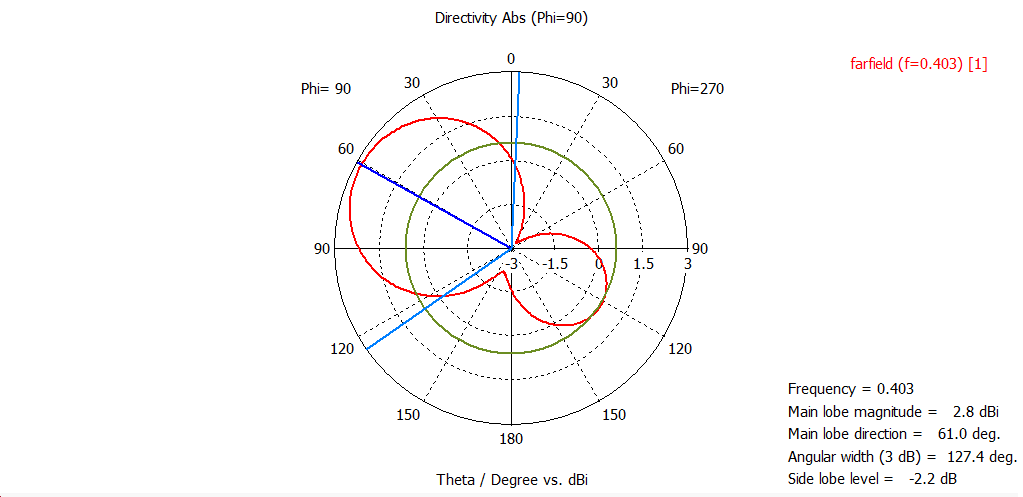 Directivity Abs (Phi=90)
farfield (f=0.403) [1]
0
30
30
Phi= 90
Phi=270
60
60
90
90
-3
-1.5
0
1.5
3
120
120
150
150
180
Frequency = 0.403
Main lobe magnitude = 2.8 dBi
Main lobe direction = 61.0 deg.
Angular width (3 dB) = 127.4 deg.
Side lobe level = -2.2 dB
Theta / Degree vs. dBi